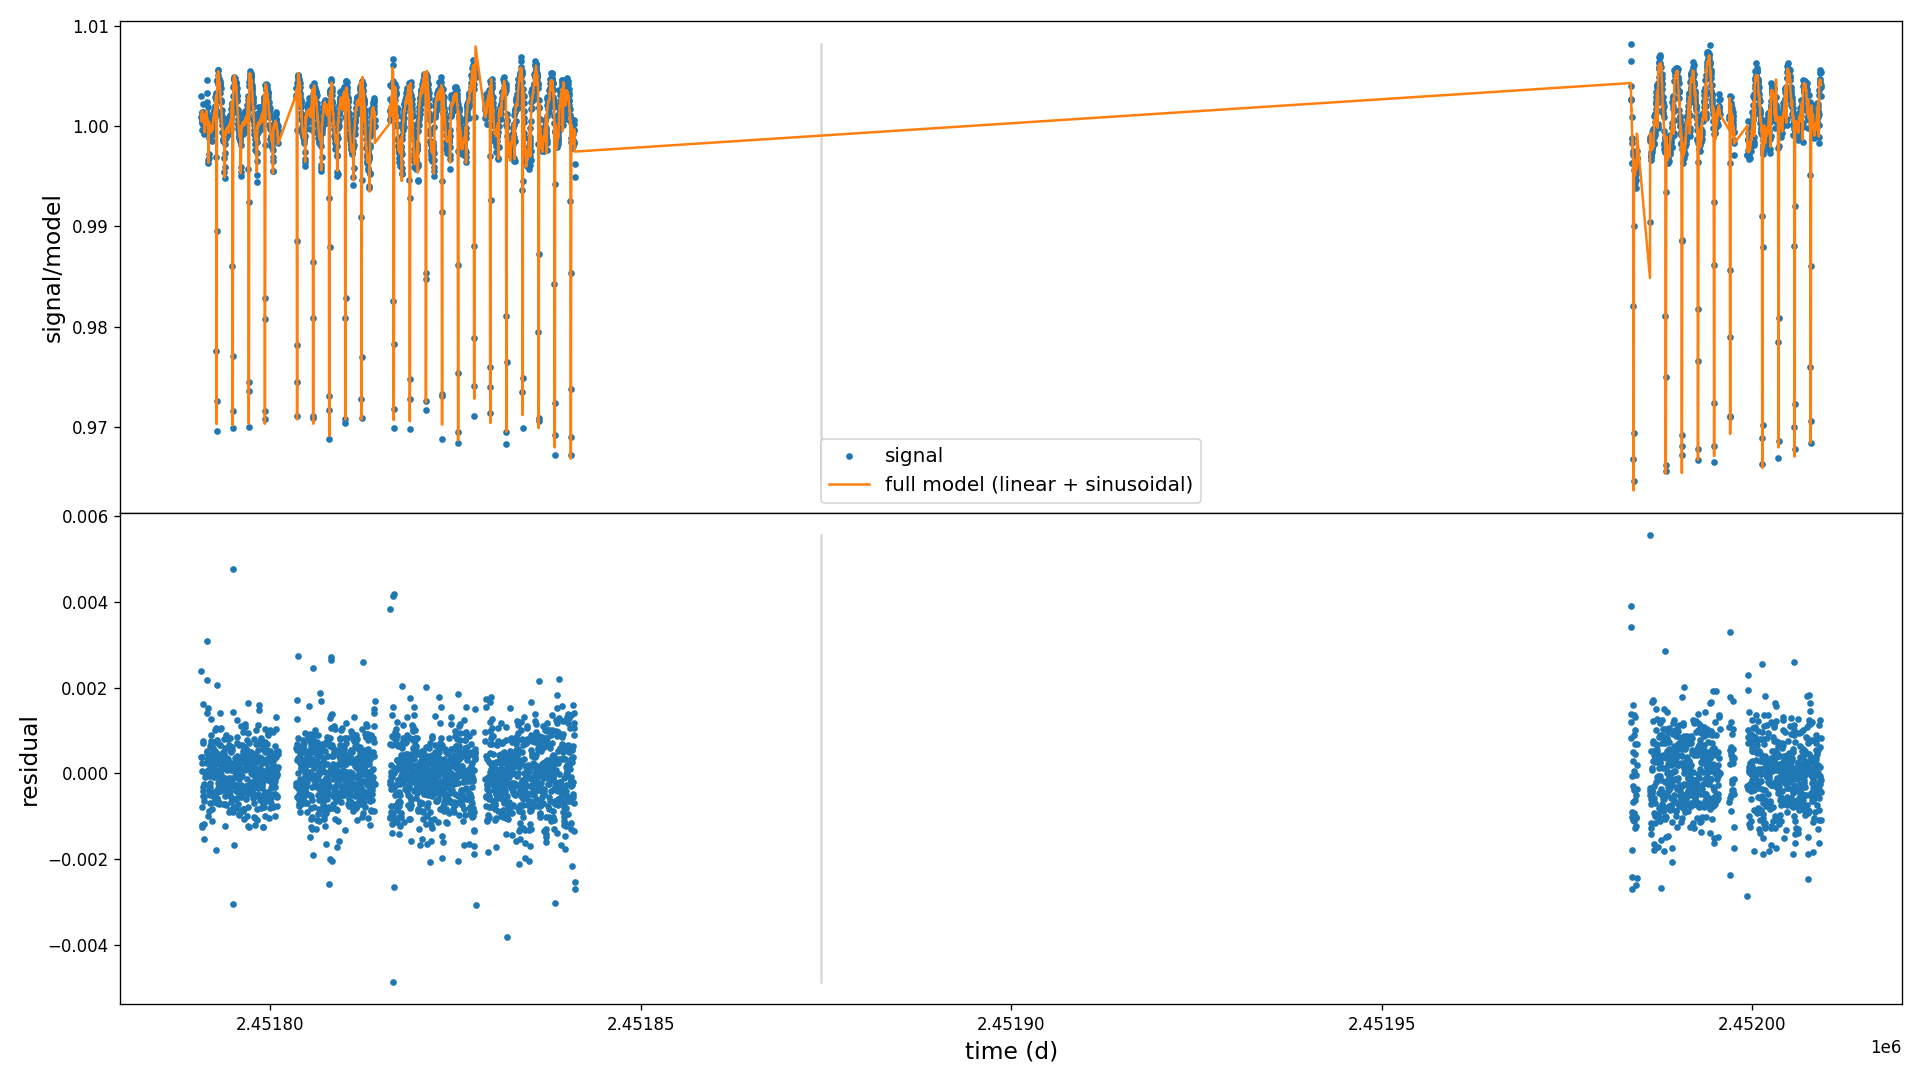 1.01
1.00
0.99
0.98
0.97
signal/model
signal
full model (linear + sinusoidal)
0.006
0.004
0.002
0.000
−0.002
−0.004
residual
2.45180
2.45185
2.45190
2.45195
2.45200
1e6
time (d)